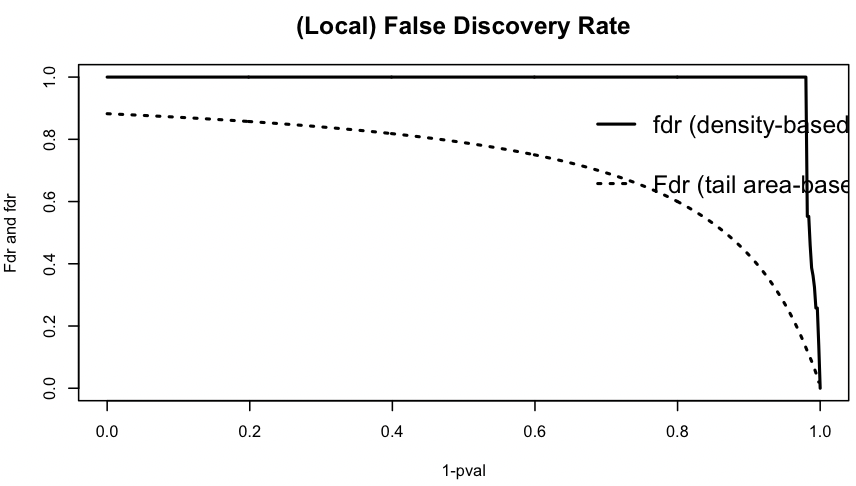 (Local) False Discovery Rate
fdr (density-based
Fdr (tail area-base
Fdr and fdr
1.0
0.8
0.6
0.4
0.2
0.0
0.0 0.2 0.4 0.6 0.8 1.0
1-pval